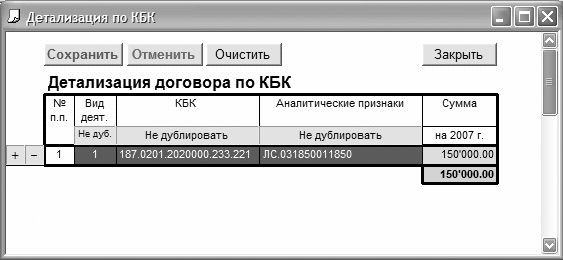 Детализация по КБК
Сохранить Отменить Очистить Закрыть
Детализация договора по КБК
№ п.п. Вид деят. КБК Аналитические признаки Сумма
Не дуб. Не дублировать Не дублировать на 2007 г.
+ − 1 1 187.0201.2020000.233.221 ЛС.031850011850 150'000.00
150'000.00